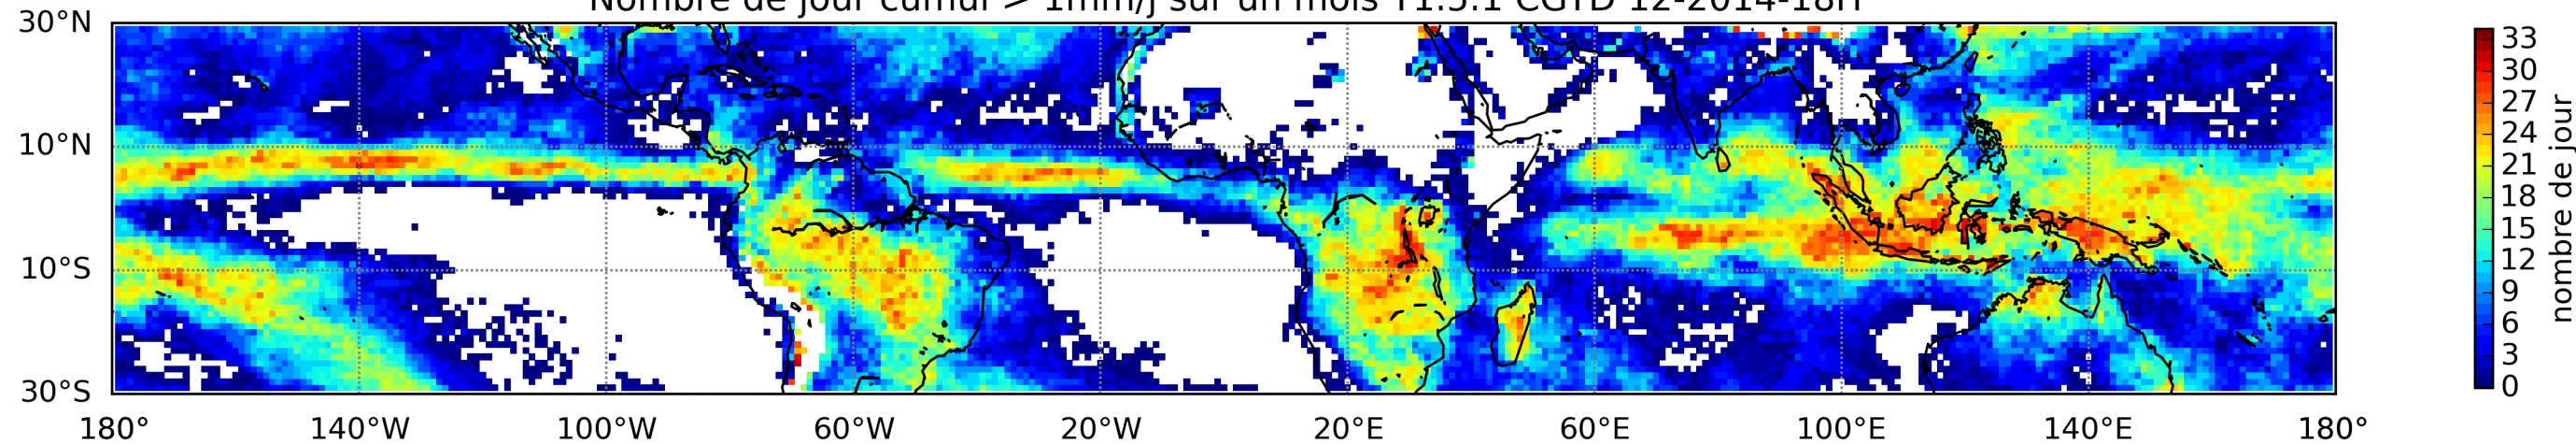 Nombre de jour cumul > 1mm/j sur un mois T1.5.1 CGTD 12-2014-18H
30°N
10°N
10°S
30°S
180° 140°W 100°W 60°W 20°W 20°E 60°E 100°E 140°E 180°
33
30
27
24
21
18
15
12
9
6
3
0
nombre de jour